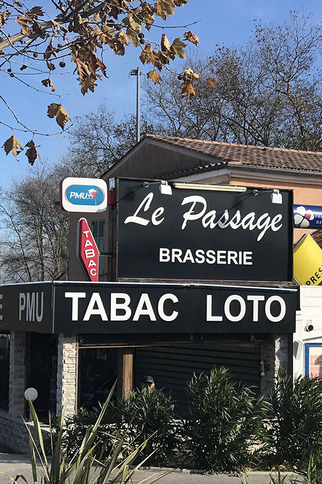 PMU
TABAC
Le Passage
BRASSERIE
PMU TABAC LOTO